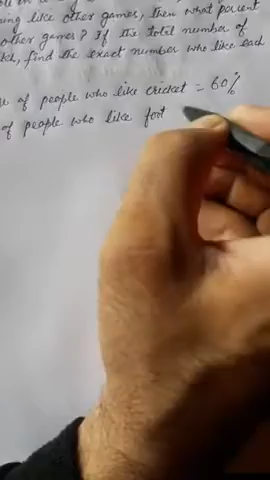 ing like other games, then what percent
other games? If the total number of
find the exact number who like each
of people who like cricket = 60%
of people who like foot